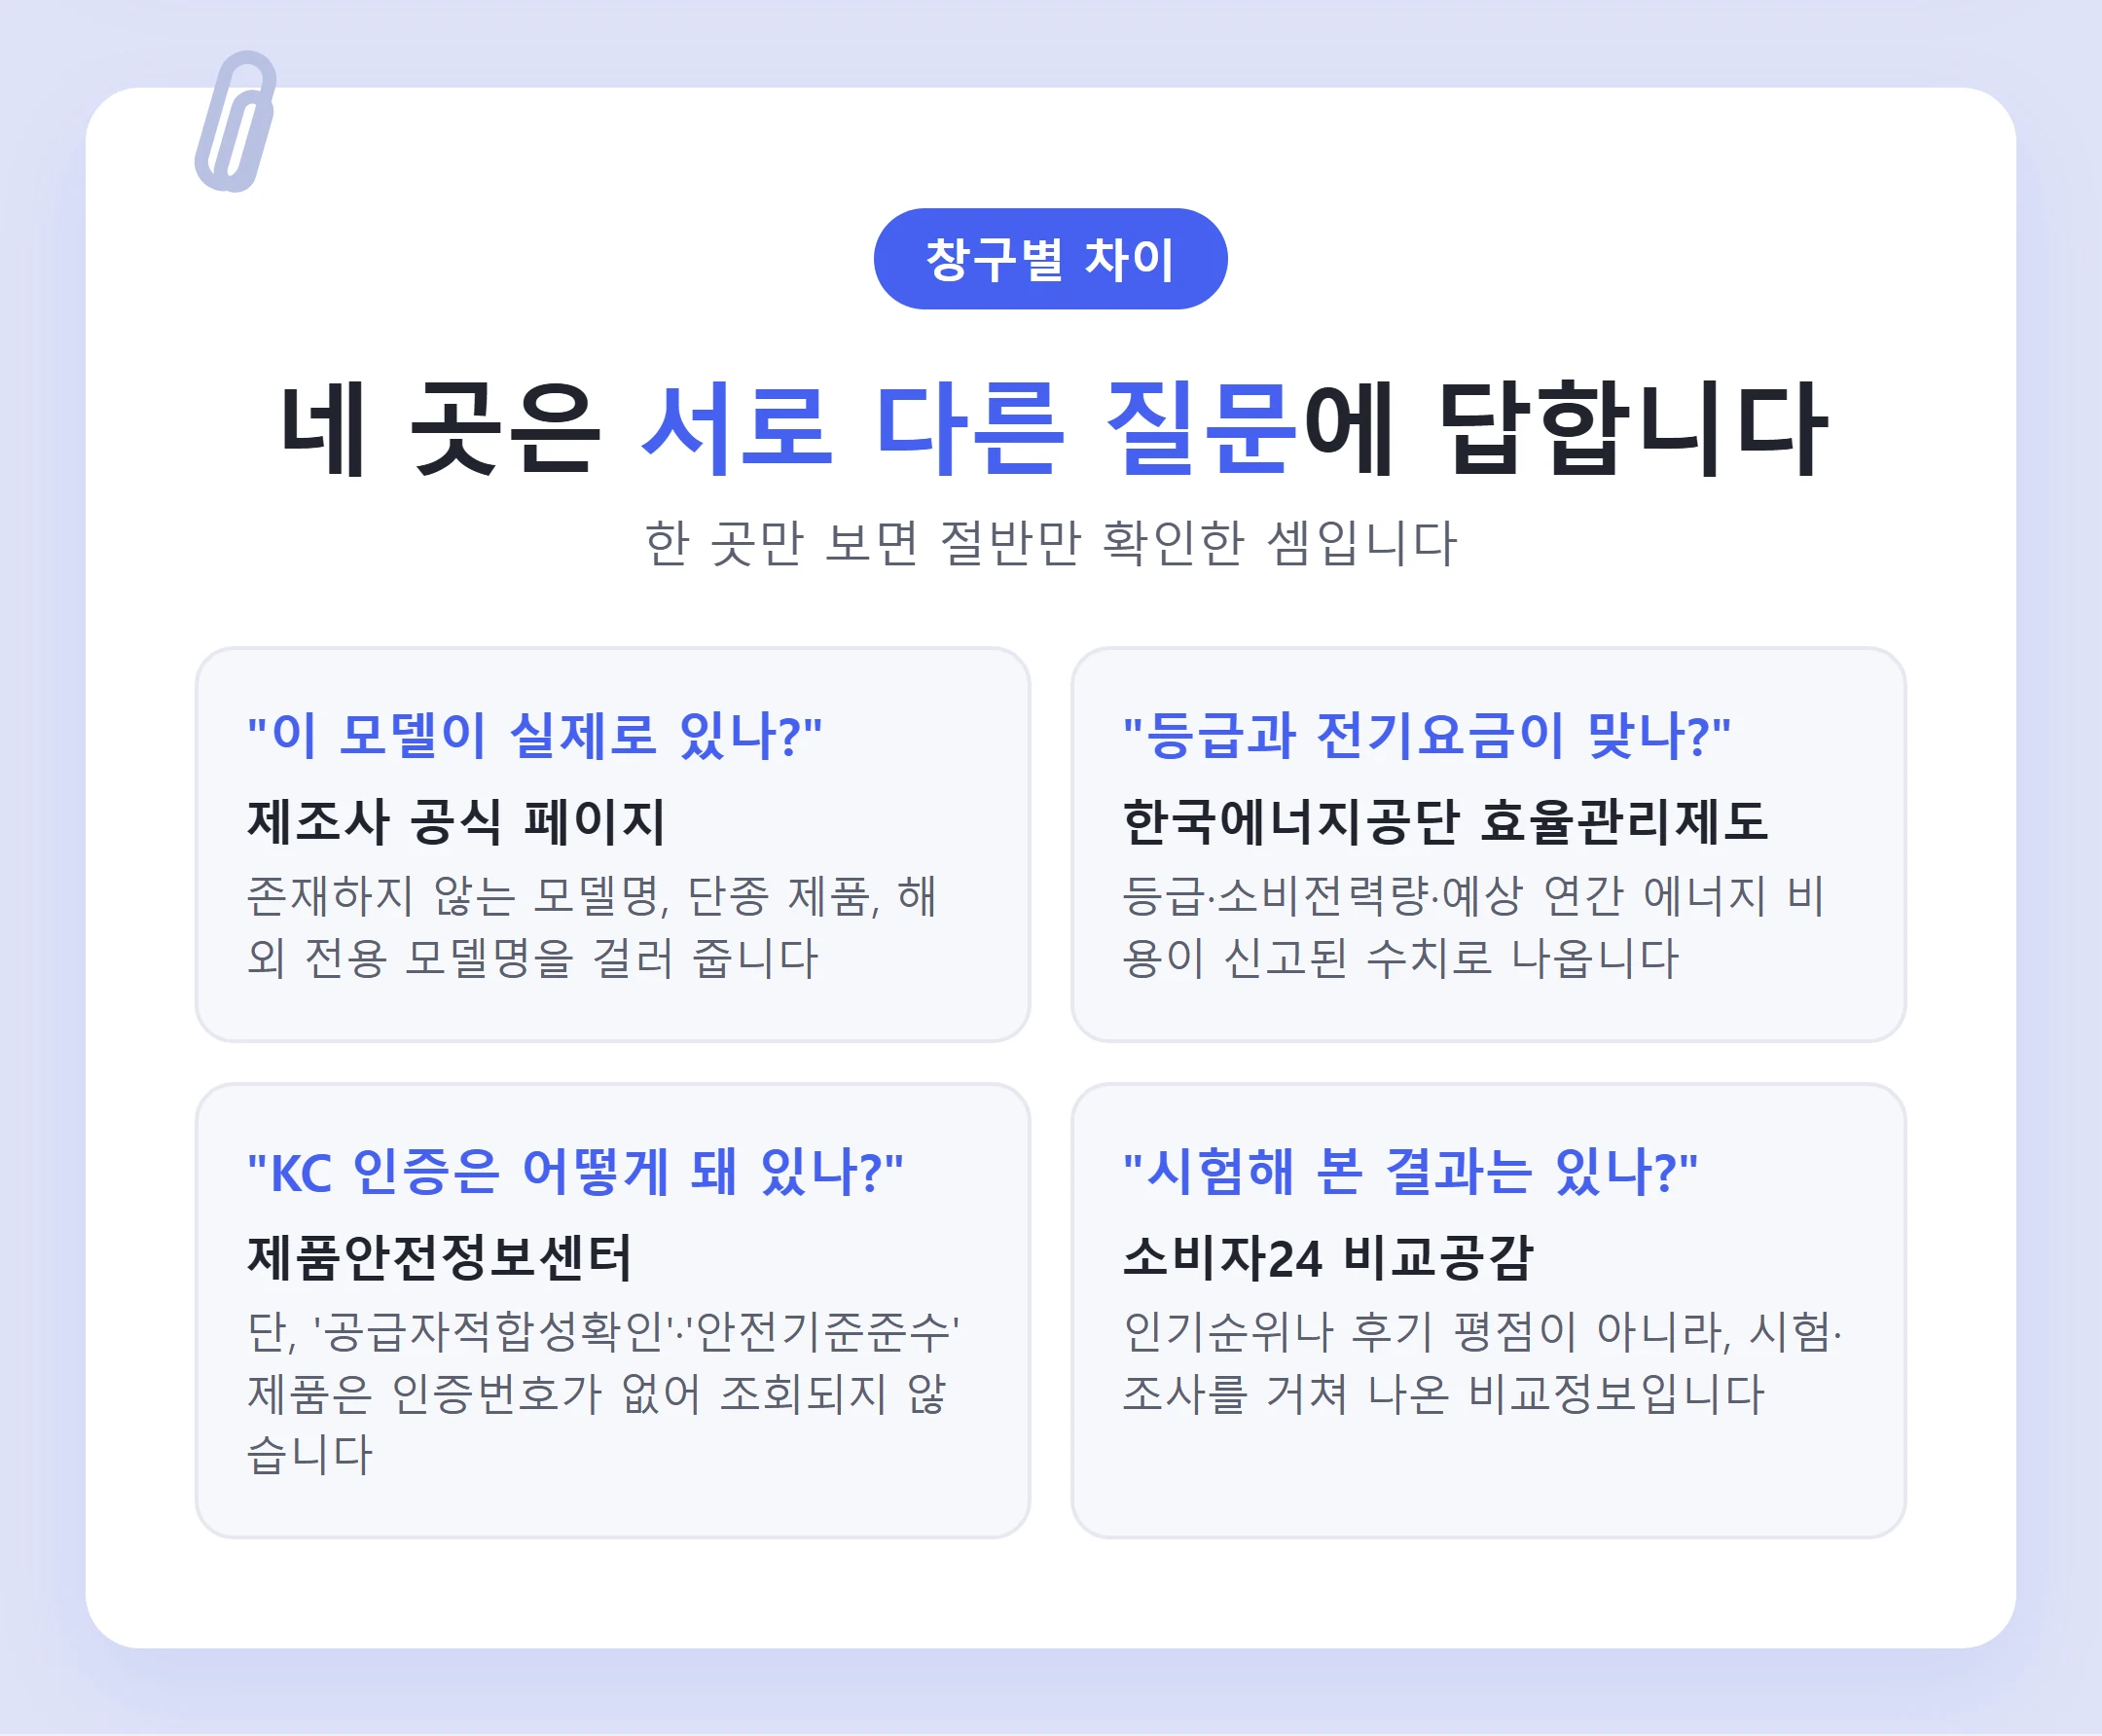 창구별 차이
네 곳은 서로 다른 질문에 답합니다
한 곳만 보면 절반만 확인한 셈입니다
"이 모델이 실제로 있나?"
제조사 공식 페이지
존재하지 않는 모델명, 단종 제품, 해
외 전용 모델명을 걸러 줍니다
"등급과 전기요금이 맞나?"
한국에너지공단 효율관리제도
등급·소비전력량·예상 연간 에너지 비
용이 신고된 수치로 나옵니다
"KC 인증은 어떻게 돼 있나?"
제품안전정보센터
단, '공급자적합성확인'·'안전기준준수'
제품은 인증번호가 없어 조회되지 않
습니다
"시험해 본 결과는 있나?"
소비자24 비교공감
인기순위나 후기 평점이 아니라, 시험·
조사를 거쳐 나온 비교정보입니다